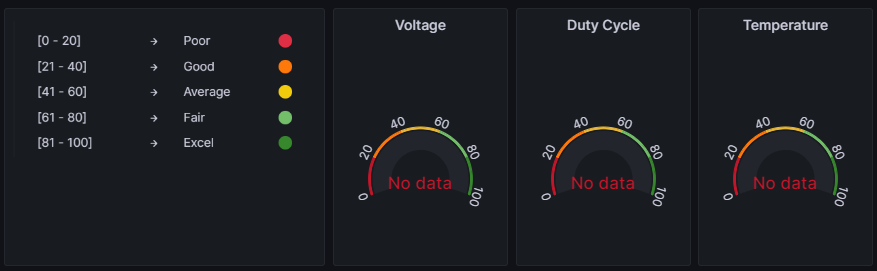 [0 - 20] → Poor
[21 - 40] → Good
[41 - 60] → Average
[61 - 80] → Fair
[81 - 100] → Excel
Voltage
0 20 40 60 80 100
No data
Duty Cycle
0 20 40 60 80 100
No data
Temperature
0 20 40 60 80 100
No data